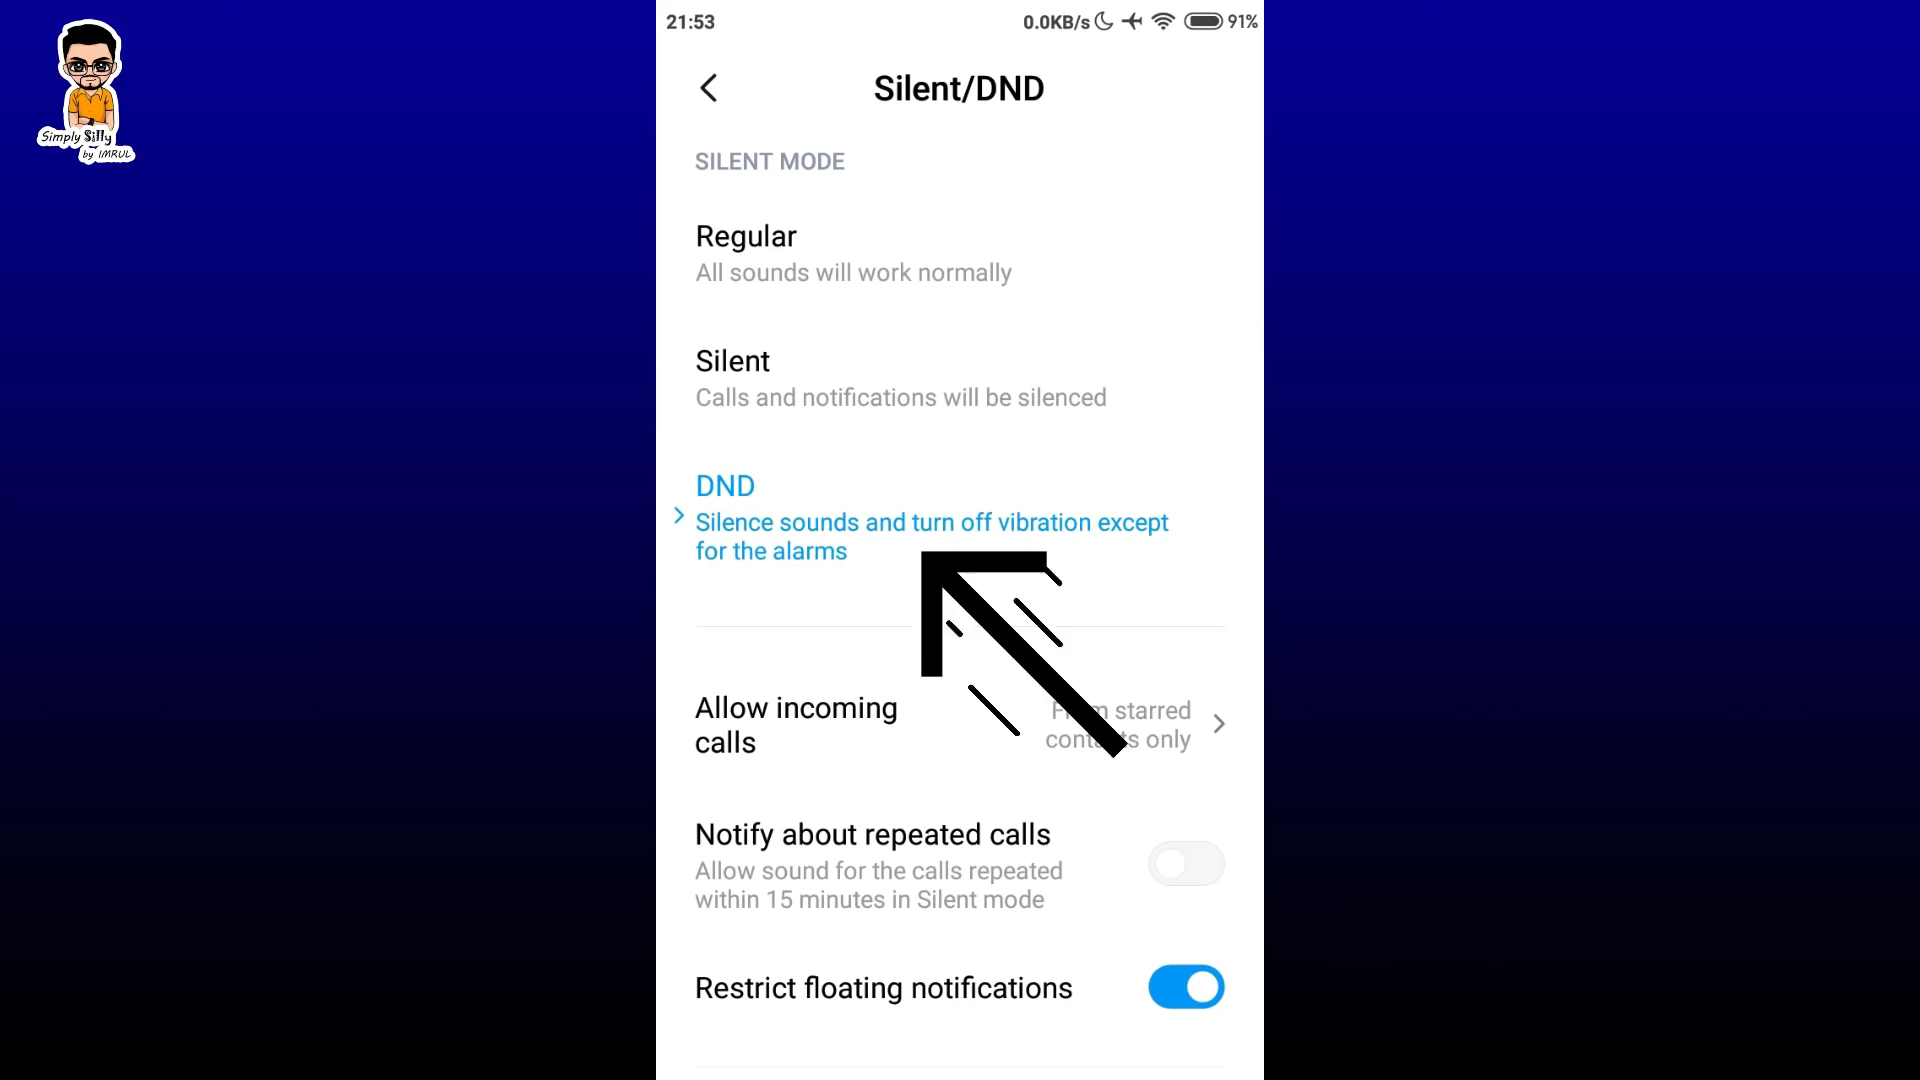 21:53
0.0KB/s
91%
Silent/DND
SILENT MODE
Regular
All sounds will work normally
Silent
Calls and notifications will be silenced
DND
Silence sounds and turn off vibration except
for the alarms
Allow incoming
calls
starred
only
Notify about repeated calls
Allow sound for the calls repeated
within 15 minutes in Silent mode
Restrict floating notifications
Simply Silly
by IMRUL